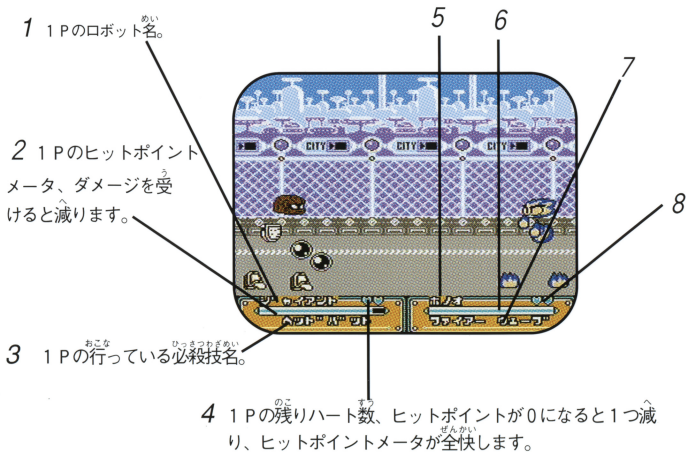 1 1Pのロボット名。
めい
5
6
7
8
2 1Pのヒットポイント
メータ、ダメージを受
う
けると減ります。
へ
CITY
CITY
CITY
ジャイアント
ヘッドバット
ホノオ
ファイアー ウェーブ
3 1Pの行っている必殺技名。
おこな
ひっさつわざめい
4 1Pの残りハート数、ヒットポイントが0になると1つ減
のこ
すう
へ
り、ヒットポイントメータが全快します。
ぜんかい